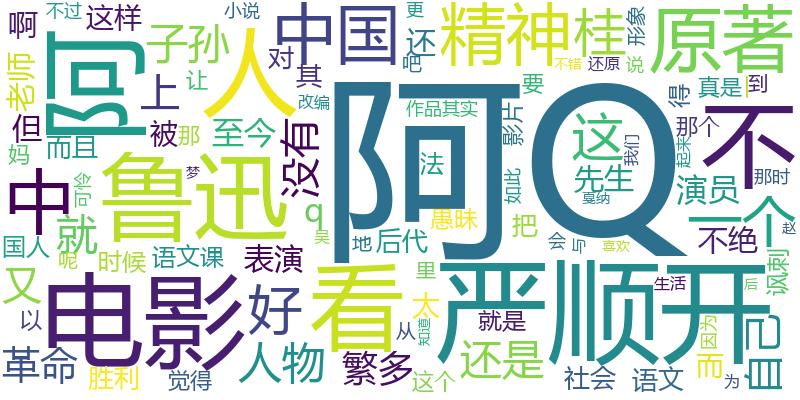 不过
这样
小说
中国
更
精神
桂
形象
原著
啊
子孙
还
吧
不错
还原
说
老师
阿
上
人
对
其
让
改编
阿Q
作品其实
影片
要
真是
到
但
而且
被
那
至今
没有
法
这
我们
得
那个
不
妈
可怜
梦
鲁迅
q
吴
愚昧
如此
先生
戛纳
起来
演员
那时
中
就
地
后代
把
一个
赵
国人
呢
时候
语文课
表演
里
会
与
喜欢
不绝
讽刺
又
电影
好
看
太
严顺开
生活
后
以
从
知道
就是
因为
自己
革命
胜利
觉得
人物
繁多
这个
还是
社会
语文
而
为